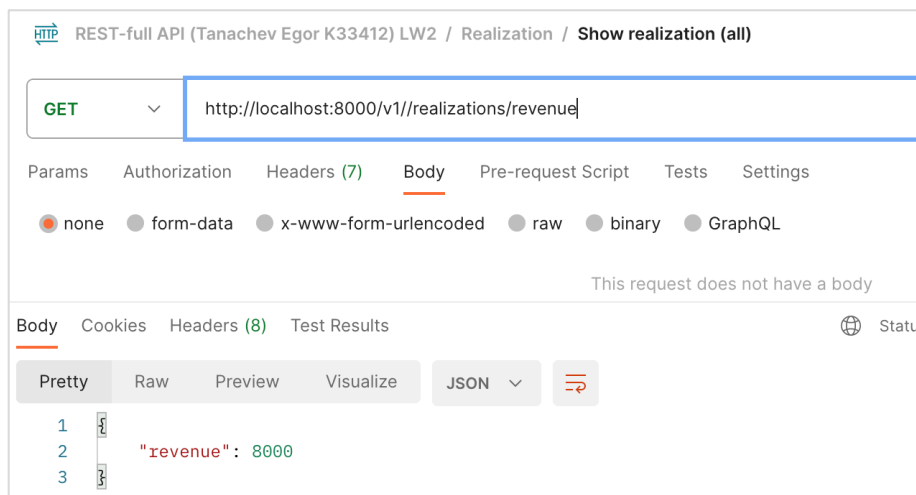 HTTP REST-full API (Tanachev Egor K33412) LW2 / Realization / Show realization (all)
GET http://localhost:8000/v1//realizations/revenue
Params Authorization Headers (7) Body Pre-request Script Tests Settings
none form-data x-www-form-urlencoded raw binary GraphQL
This request does not have a body
Body Cookies Headers (8) Test Results Statu
Pretty Raw Preview Visualize JSON
1 {
2 "revenue": 8000
3 }